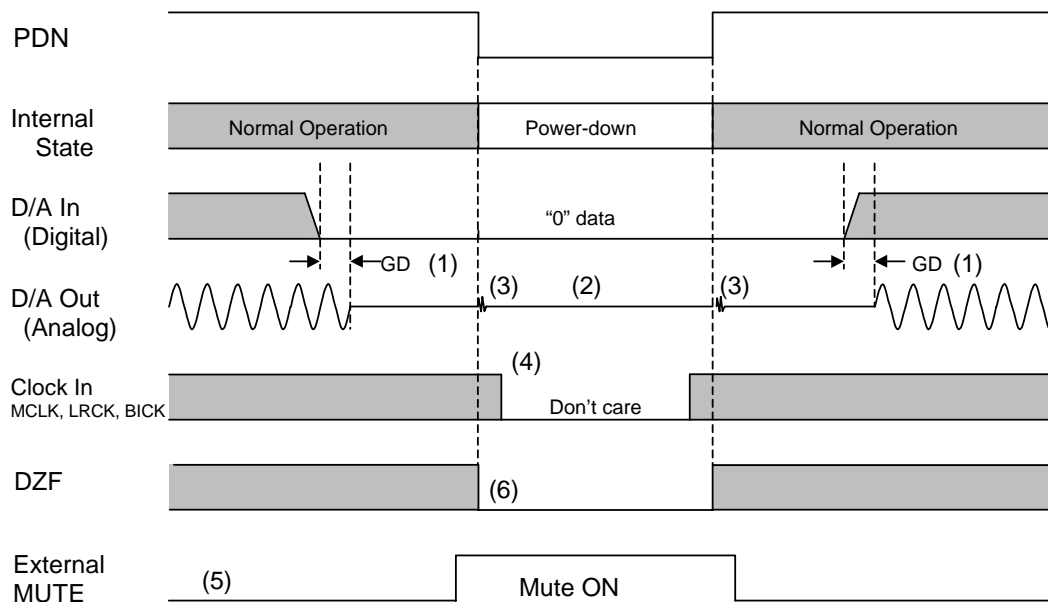 PDN
Internal
State
Normal Operation
Power-down
Normal Operation
D/A In
(Digital)
“0” data
GD (1)
GD (1)
D/A Out
(Analog)
(3)
(2)
(3)
Clock In
MCLK, LRCK, BICK
(4)
Don’t care
DZF
(6)
External
MUTE
(5)
Mute ON